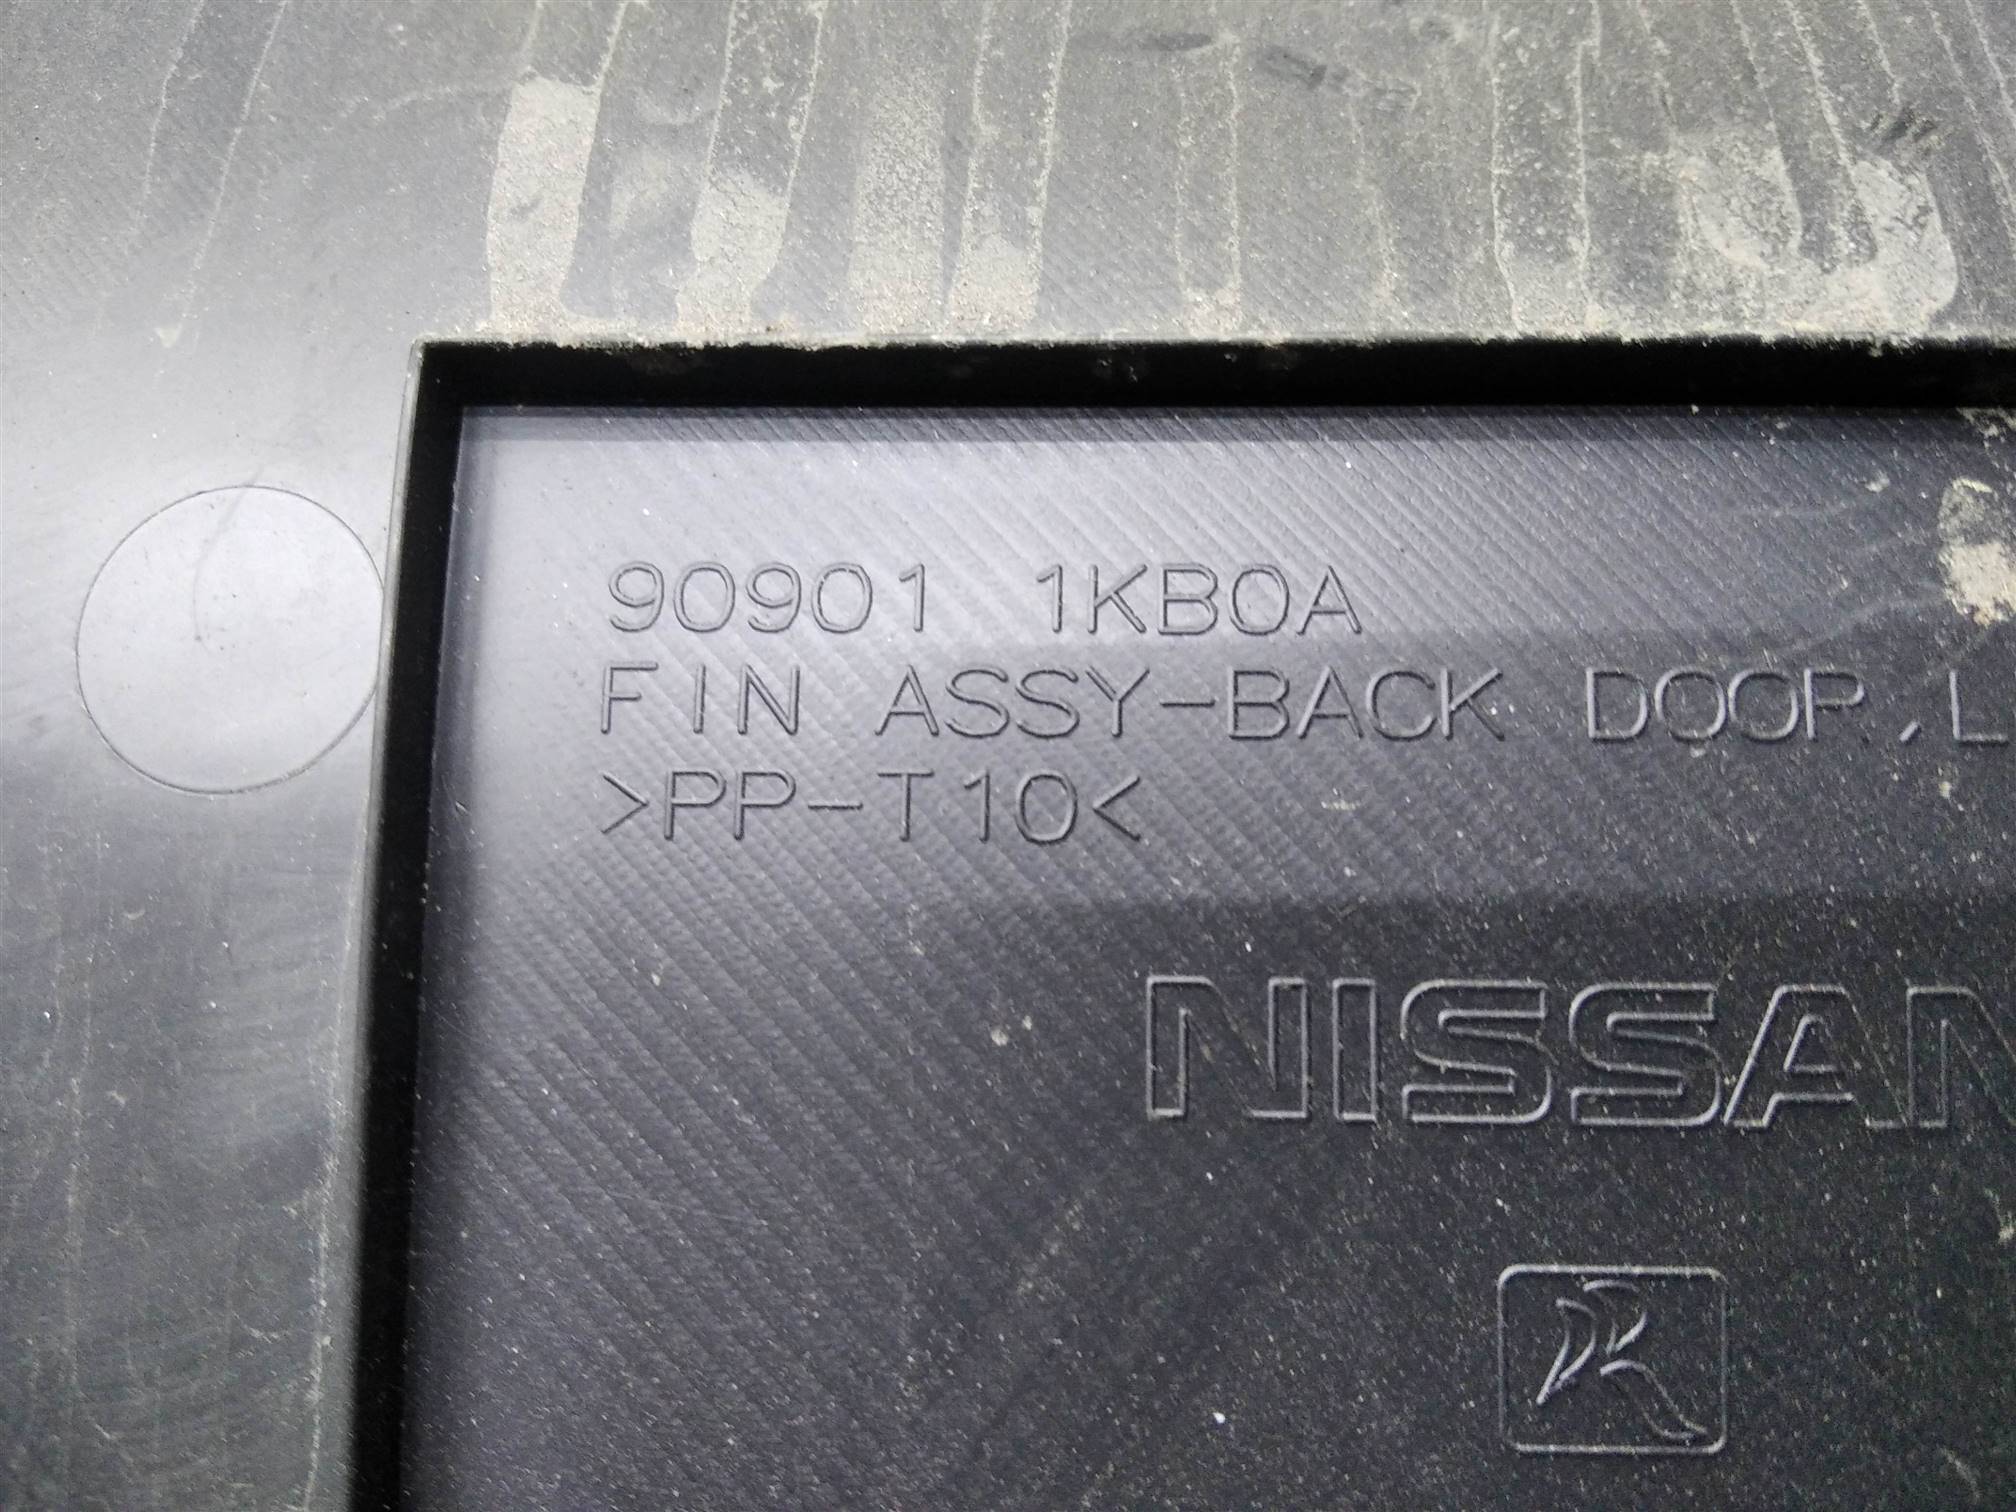 90901 1KB0A
FIN ASSY-BACK DOOR,L
>PP-T10<
NISSAN